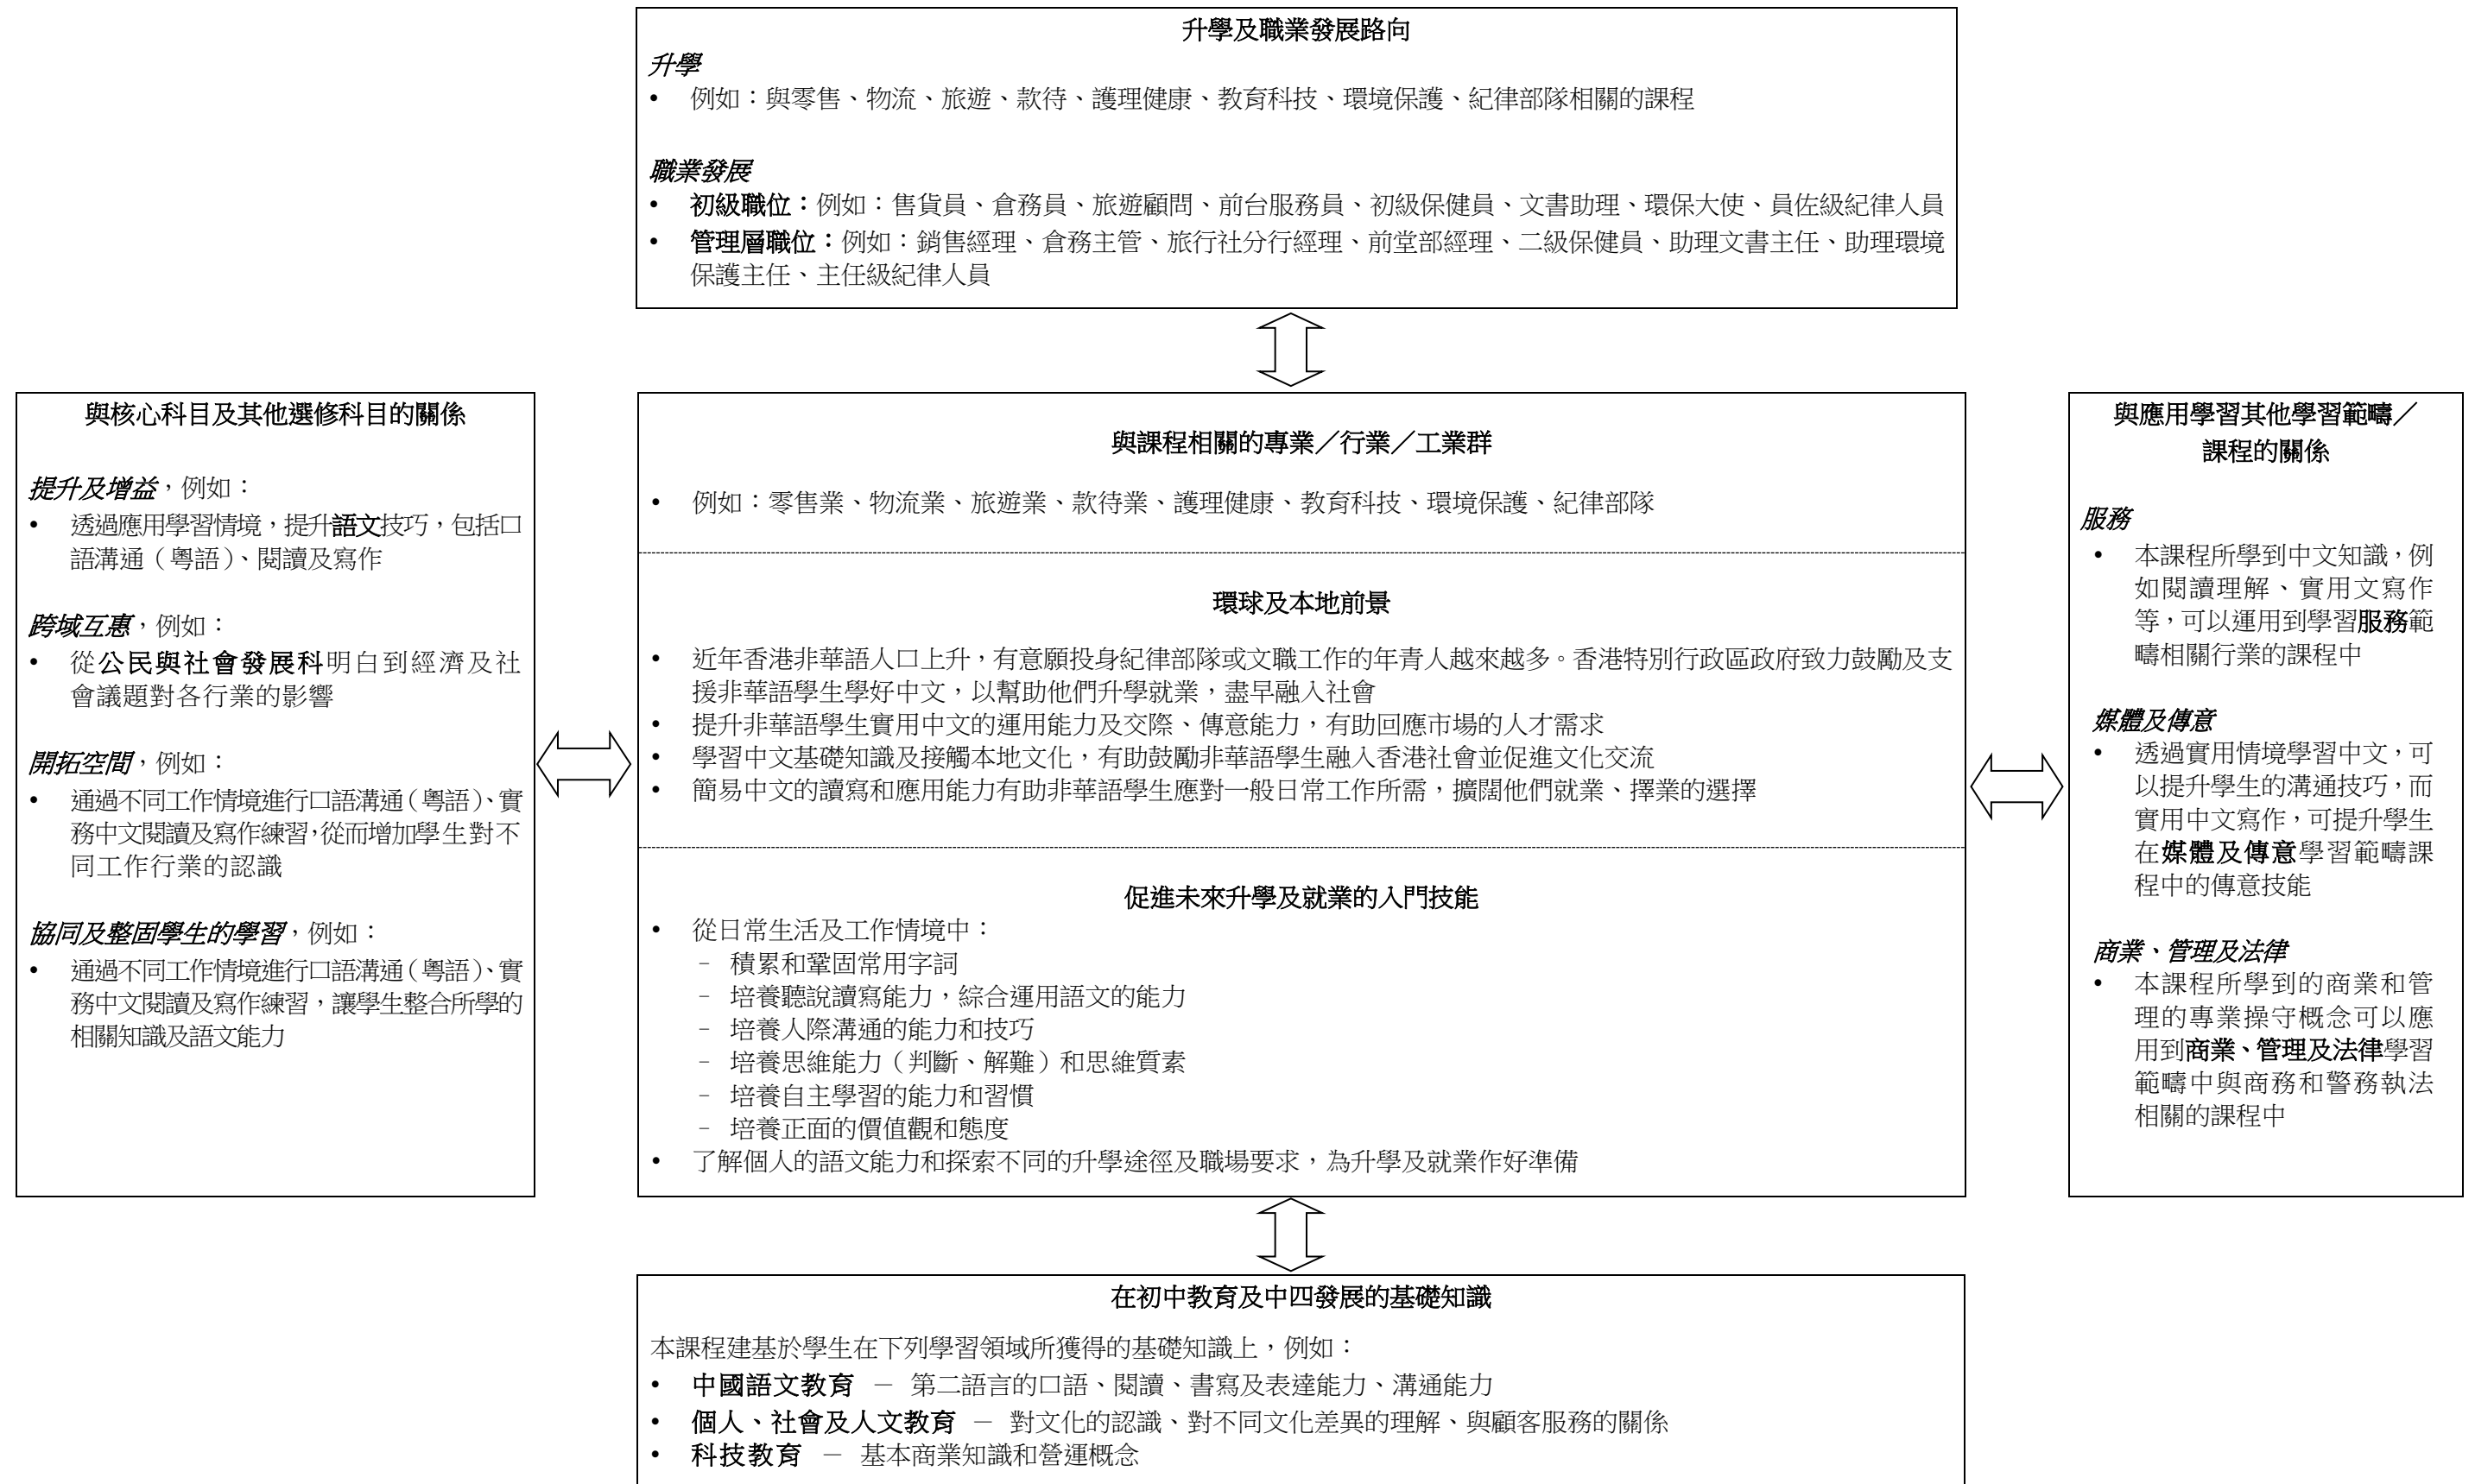 升學及職業發展路向
升學
• 例如：與零售、物流、旅遊、款待、護理健康、教育科技、環境保護、紀律部隊相關的課程
職業發展
• 初級職位：例如：售貨員、倉務員、旅遊顧問、前台服務員、初級保健員、文書助理、環保大使、員佐級紀律人員
• 管理層職位：例如：銷售經理、倉務主管、旅行社分行經理、前堂部經理、二級保健員、助理文書主任、助理環境
保護主任、主任級紀律人員
與核心科目及其他選修科目的關係
提升及增益，例如：
• 透過應用學習情境，提升語文技巧，包括口
語溝通（粵語）、閱讀及寫作
跨域互惠，例如：
• 從公民與社會發展科明白到經濟及社
會議題對各行業的影響
開拓空間，例如：
• 通過不同工作情境進行口語溝通（粵語）、實
務中文閱讀及寫作練習，從而增加學生對不
同工作行業的認識
協同及整固學生的學習，例如：
• 通過不同工作情境進行口語溝通（粵語）、實
務中文閱讀及寫作練習，讓學生整合所學的
相關知識及語文能力
與課程相關的專業／行業／工業群
• 例如：零售業、物流業、旅遊業、款待業、護理健康、教育科技、環境保護、紀律部隊
環球及本地前景
• 近年香港非華語人口上升，有意願投身紀律部隊或文職工作的年青人越來越多。香港特別行政區政府致力鼓勵及支
援非華語學生學好中文，以幫助他們升學就業，盡早融入社會
• 提升非華語學生實用中文的運用能力及交際、傳意能力，有助回應市場的人才需求
• 學習中文基礎知識及接觸本地文化，有助鼓勵非華語學生融入香港社會並促進文化交流
• 簡易中文的讀寫和應用能力有助非華語學生應對一般日常工作所需，擴闊他們就業、擇業的選擇
促進未來升學及就業的入門技能
• 從日常生活及工作情境中：
－ 積累和鞏固常用字詞
－ 培養聽說讀寫能力，綜合運用語文的能力
－ 培養人際溝通的能力和技巧
－ 培養思維能力（判斷、解難）和思維質素
－ 培養自主學習的能力和習慣
－ 培養正面的價值觀和態度
• 了解個人的語文能力和探索不同的升學途徑及職場要求，為升學及就業作好準備
與應用學習其他學習範疇／
課程的關係
服務
• 本課程所學到中文知識，例
如閱讀理解、實用文寫作
等，可以運用到學習服務範
疇相關行業的課程中
媒體及傳意
• 透過實用情境學習中文，可
以提升學生的溝通技巧，而
實用中文寫作，可提升學生
在媒體及傳意學習範疇課
程中的傳意技能
商業、管理及法律
• 本課程所學到的商業和管
理的專業操守概念可以應
用到商業、管理及法律學習
範疇中與商務和警務執法
相關的課程中
在初中教育及中四發展的基礎知識
本課程建基於學生在下列學習領域所獲得的基礎知識上，例如：
• 中國語文教育 － 第二語言的口語、閱讀、書寫及表達能力、溝通能力
• 個人、社會及人文教育 － 對文化的認識、對不同文化差異的理解、與顧客服務的關係
• 科技教育 － 基本商業知識和營運概念